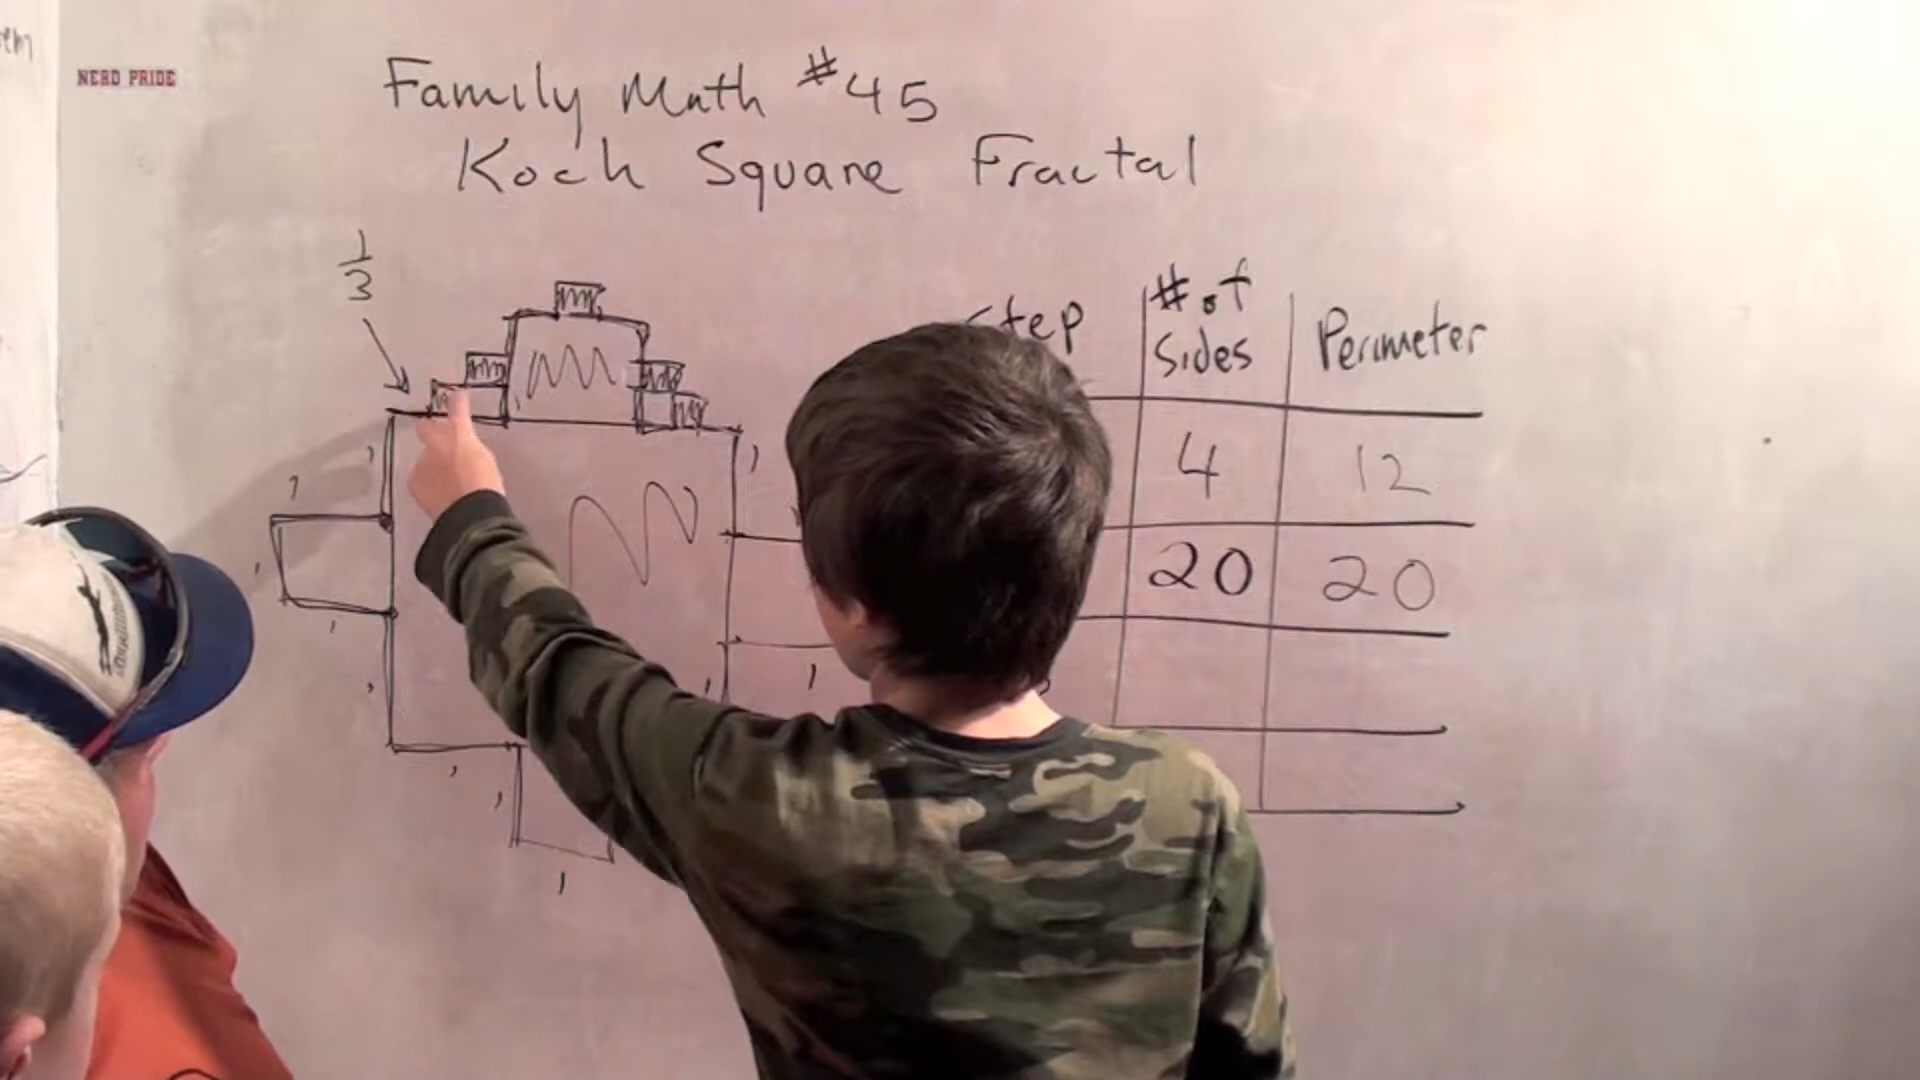 NERD PRIDE
Family Math #45
Koch Square Fractal
1/3
Step
# of Sides
Perimeter
4
12
20
20